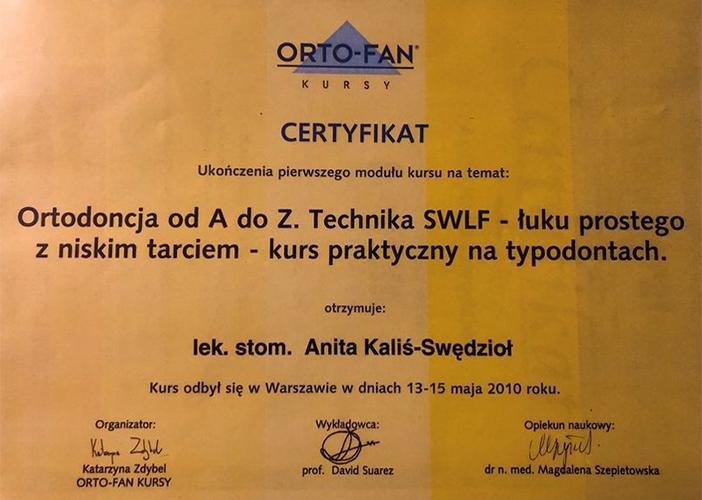 ORTO-FAN®
KURSY
CERTYFIKAT
Ukończenia pierwszego modułu kursu na temat:
Ortodoncja od A do Z. Technika SWLF - łuku prostego
z niskim tarciem - kurs praktyczny na typodontach.
otrzymuje:
lek. stom. Anita Kaliś-Swędzioł
Kurs odbył się w Warszawie w dniach 13-15 maja 2010 roku.
Organizator: Wykładowca: Opiekun naukowy:
Katarzyna Zdybel
Katarzyna Zdybel prof. David Suarez dr n. med. Magdalena Szepietowska
ORTO-FAN KURSY